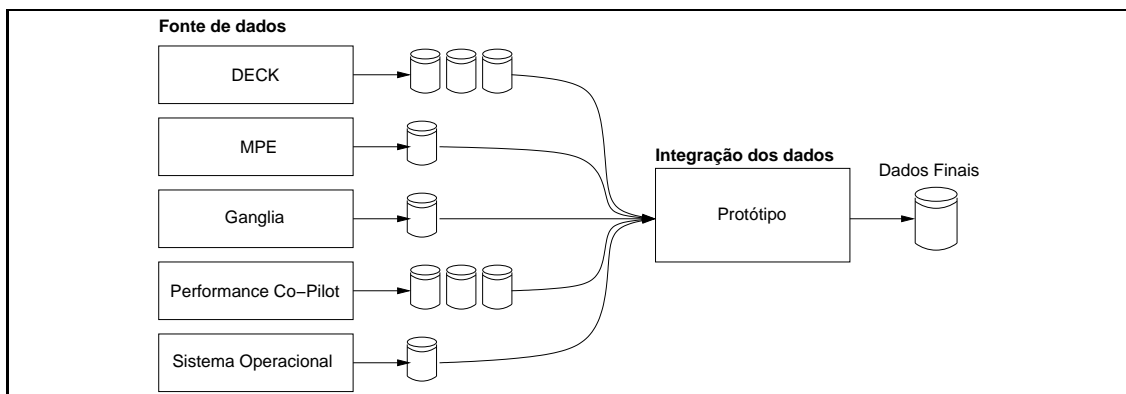 Fonte de dados
DECK
MPE
Ganglia
Performance Co−Pilot
Sistema Operacional
Integração dos dados
Protótipo
Dados Finais